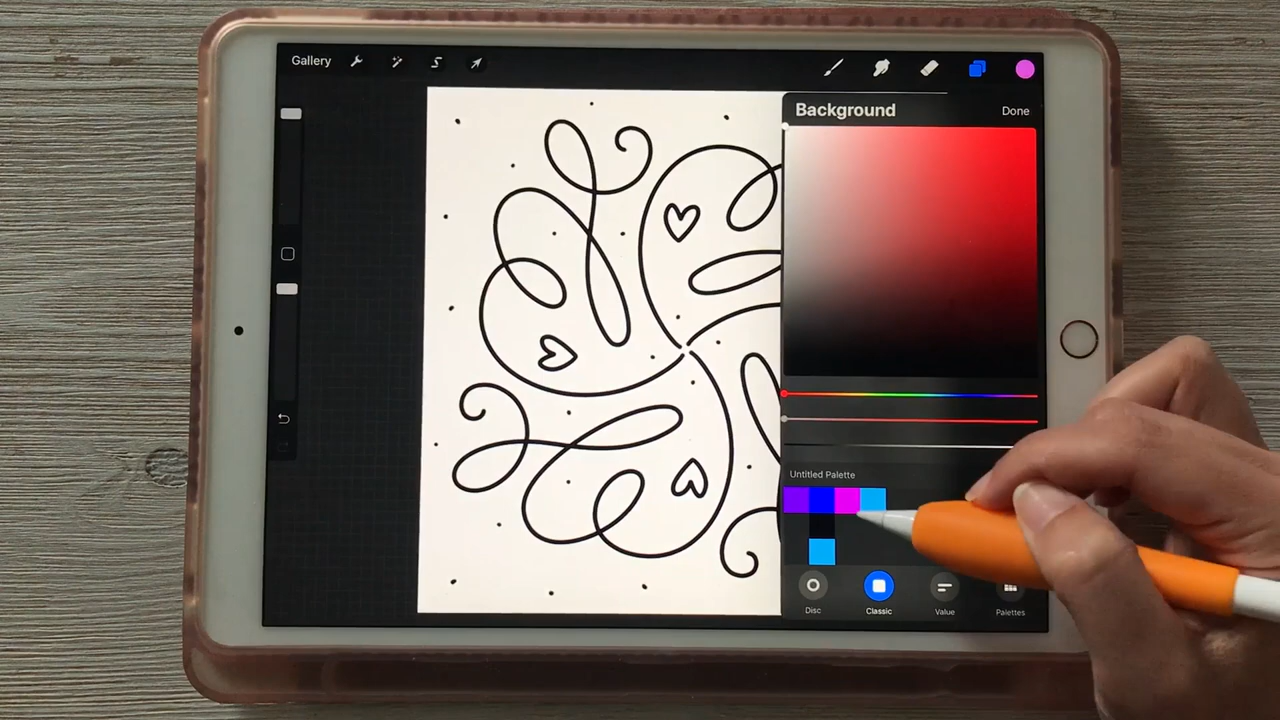 Gallery
Background
Done
Untitled Palette
Disc
Classic
Value
Palettes